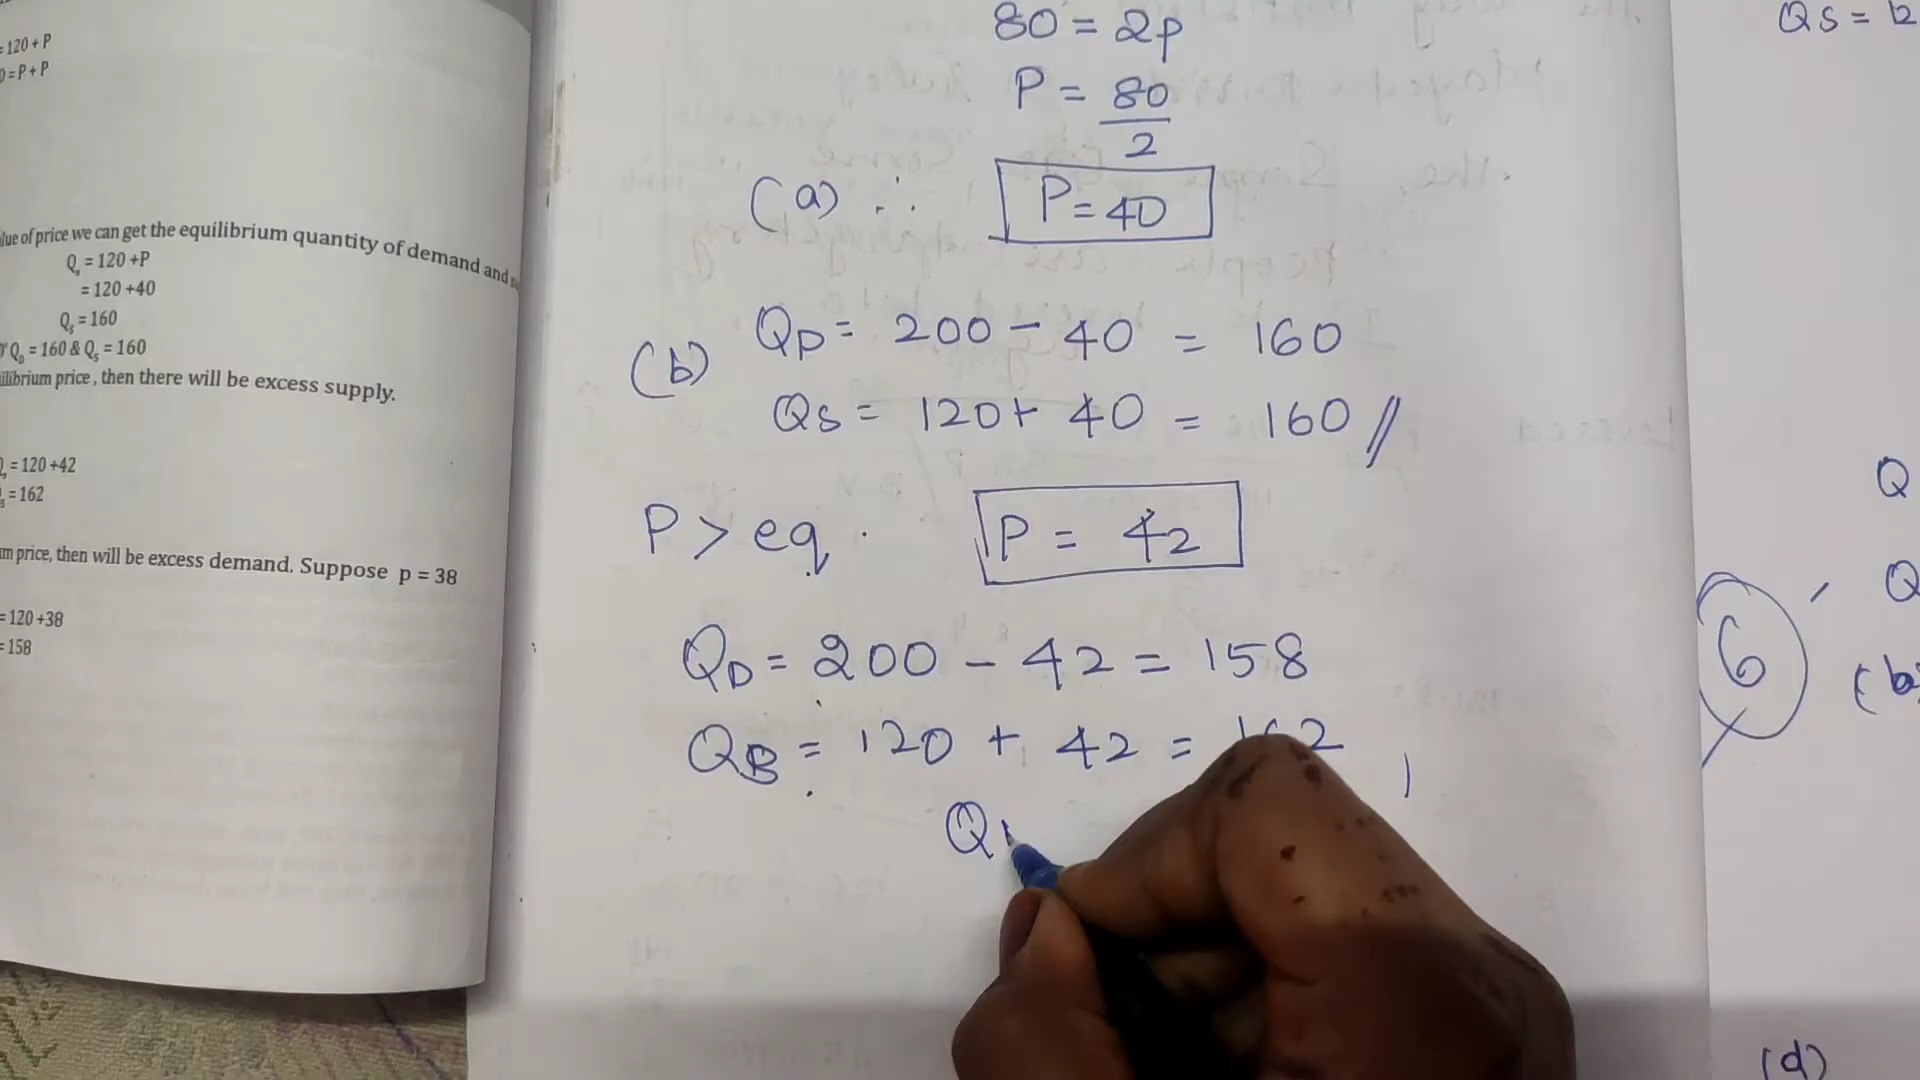 = 120 + P
= P + P
lue of price we can get the equilibrium quantity of demand and
Qs = 120 +P
= 120 +40
Qs = 160
QD = 160 & Qs = 160
ilibrium price , then there will be excess supply.
= 120 +42
s = 162
m price, then will be excess demand. Suppose p = 38
= 120 +38
= 158
80 = 2p
P = 80
2
(a) ∴ P = 40
(b) QD = 200 - 40 = 160
Qs = 120 + 40 = 160 //
P > eq. P = 42
QD = 200 - 42 = 158
QB = 120 + 42 = 162
Q
Qs = 12
Q
Q
6
(b)
(d)